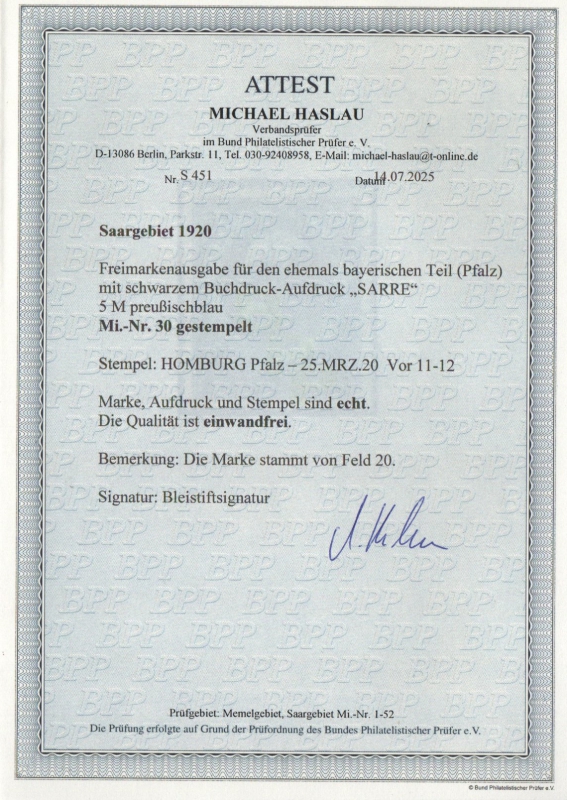 ATTEST
MICHAEL HASLAU
Verbandsprüfer
im Bund Philatelistischer Prüfer e. V.
D-13086 Berlin, Parkstr. 11, Tel. 030-92408958, E-Mail: michael-haslau@t-online.de
Nr. S 451 Datum 14.07.2025
Saargebiet 1920
Freimarkenausgabe für den ehemals bayerischen Teil (Pfalz)
mit schwarzem Buchdruck-Aufdruck „SARRE“
5 M preußischblau
Mi.-Nr. 30 gestempelt
Stempel: HOMBURG Pfalz – 25.MRZ.20 Vor 11-12
Marke, Aufdruck und Stempel sind echt.
Die Qualität ist einwandfrei.
Bemerkung: Die Marke stammt von Feld 20.
Signatur: Bleistiftsignatur
Prüfgebiet: Memelgebiet, Saargebiet Mi.-Nr. 1-52
Die Prüfung erfolgte auf Grund der Prüfordnung des Bundes Philatelistischer Prüfer e.V.
© Bund Philatelistischer Prüfer e.V.